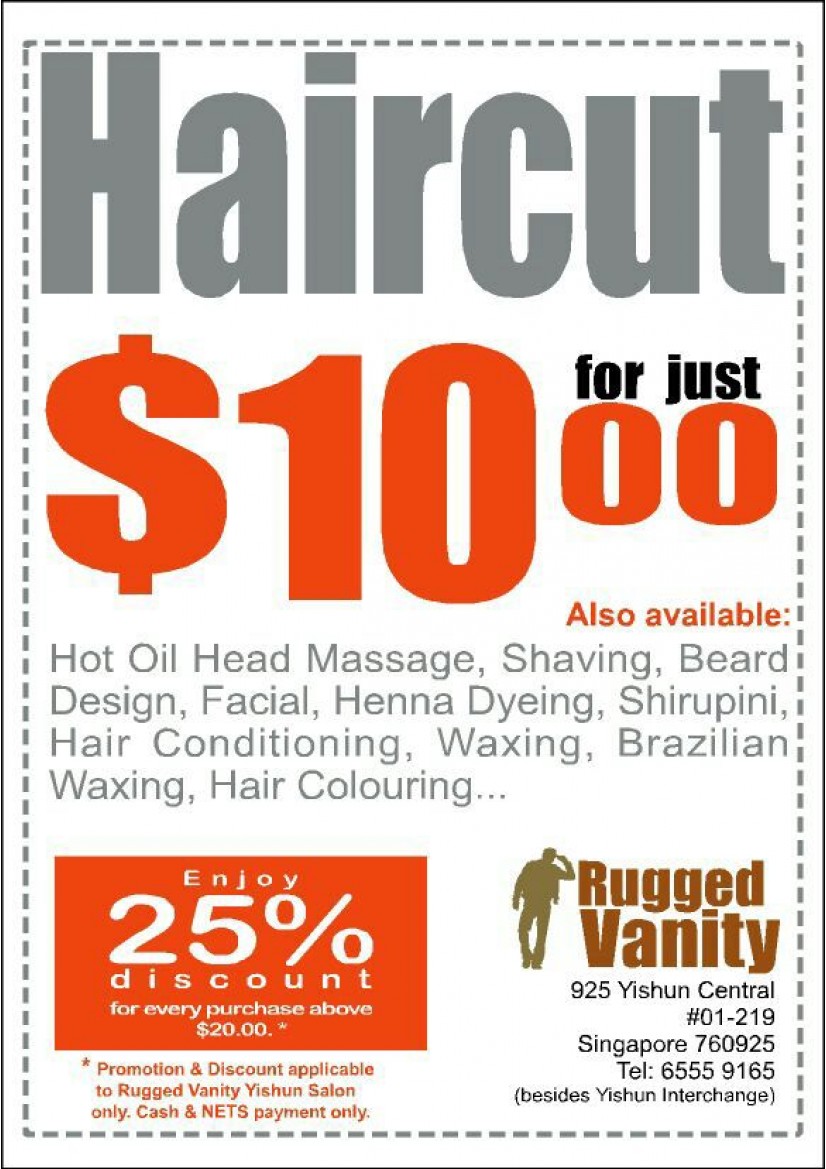 Haircut
for just
$10 00
Also available:
Hot Oil Head Massage, Shaving, Beard
Design, Facial, Henna Dyeing, Shirupini,
Hair Conditioning, Waxing, Brazilian
Waxing, Hair Colouring...
Enjoy
25%
discount
for every purchase above
$20.00. *
* Promotion & Discount applicable
to Rugged Vanity Yishun Salon
only. Cash & NETS payment only.
Rugged
Vanity
925 Yishun Central
#01-219
Singapore 760925
Tel: 6555 9165
(besides Yishun Interchange)